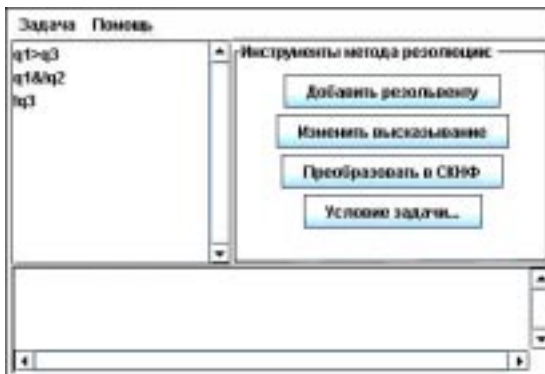 Задача Помощь
q1>q3
q1&!q2
!q3
Инструменты метода резолюции:
Добавить резольвенту
Изменить высказывание
Преобразовать в СКНФ
Условие задачи...